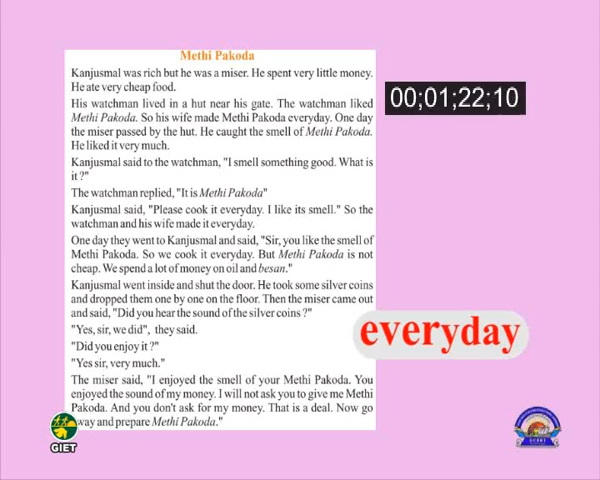 Methi Pakoda
Kanjusmal was rich but he was a miser. He spent very little money.
He ate very cheap food.
His watchman lived in a hut near his gate. The watchman liked
Methi Pakoda. So his wife made Methi Pakoda everyday. One day
the miser passed by the hut. He caught the smell of Methi Pakoda.
He liked it very much.
Kanjusmal said to the watchman, "I smell something good. What is
it ?"
The watchman replied, "It is Methi Pakoda"
Kanjusmal said, "Please cook it everyday. I like its smell." So the
watchman and his wife made it everyday.
One day they went to Kanjusmal and said, "Sir, you like the smell of
Methi Pakoda. So we cook it everyday. But Methi Pakoda is not
cheap. We spend a lot of money on oil and besan."
Kanjusmal went inside and shut the door. He took some silver coins
and dropped them one by one on the floor. Then the miser came out
and said, "Did you hear the sound of the silver coins ?"
"Yes, sir, we did", they said.
"Did you enjoy it ?"
"Yes sir, very much."
The miser said, "I enjoyed the smell of your Methi Pakoda. You
enjoyed the sound of my money. I will not ask you to give me Methi
Pakoda. And you don't ask for my money. That is a deal. Now go
way and prepare Methi Pakoda."
00;01;22;10
everyday
GIET